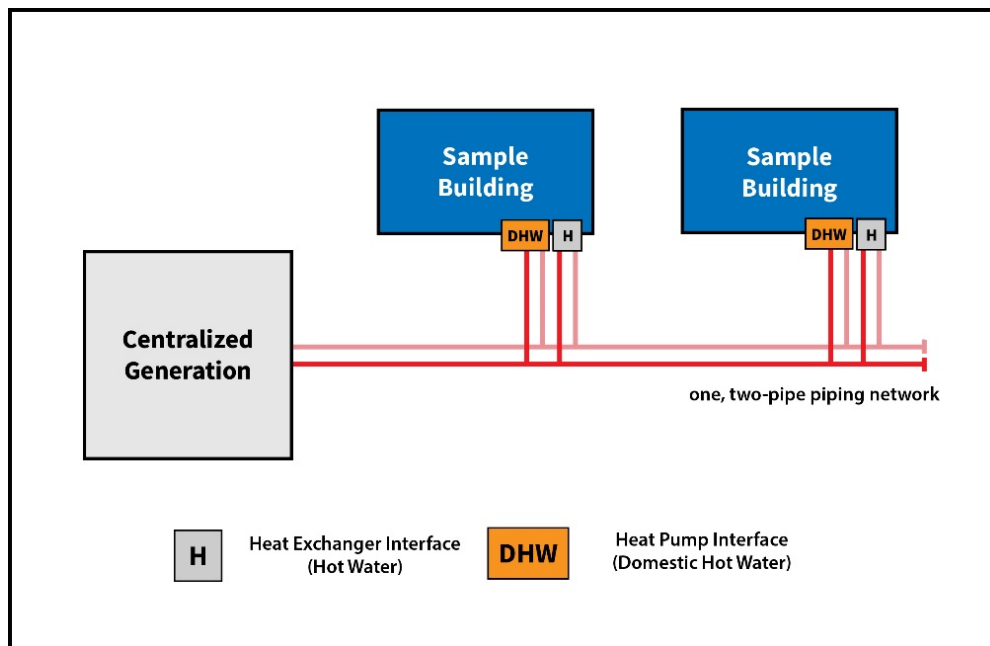 Sample
Building
Sample
Building
DHW
H
DHW
H
Centralized
Generation
one, two-pipe piping network
H
Heat Exchanger Interface
(Hot Water)
DHW
Heat Pump Interface
(Domestic Hot Water)